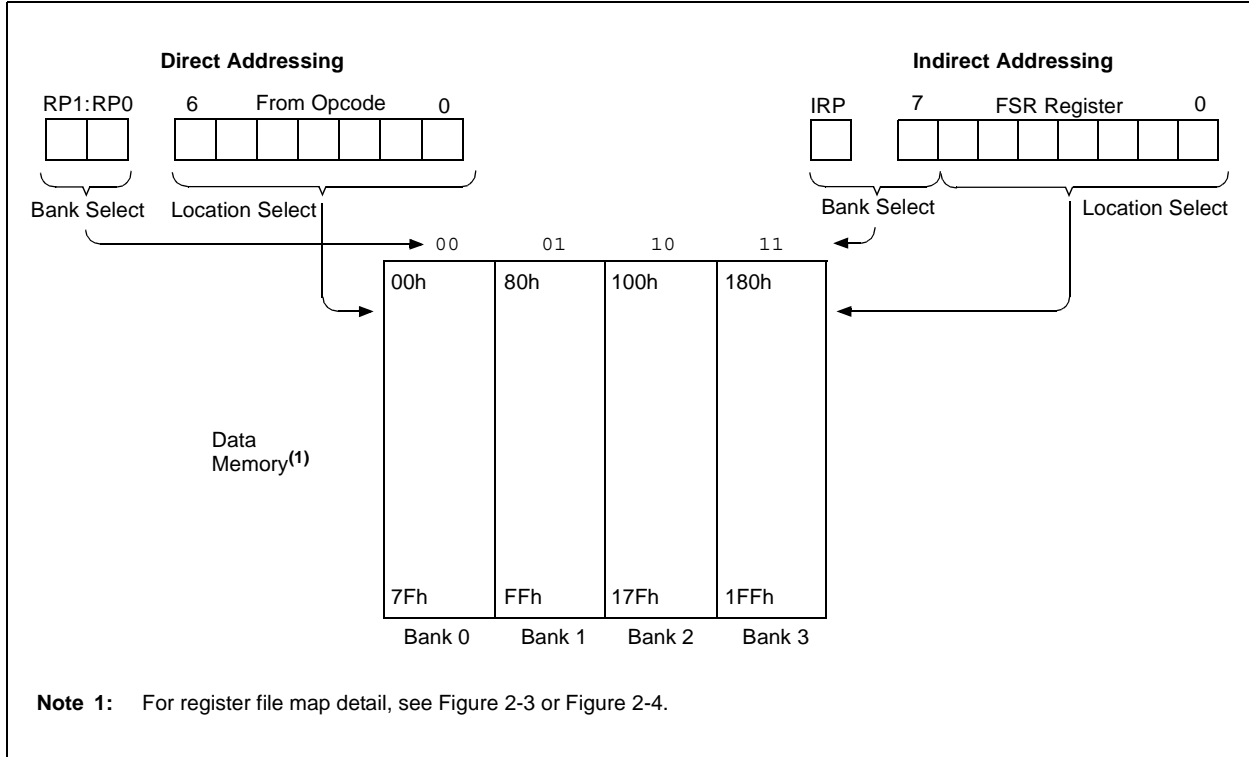 Direct Addressing
Indirect Addressing
RP1:RP0 6 From Opcode 0
IRP 7 FSR Register 0
Bank Select Location Select
Bank Select Location Select
00 01 10 11
00h 80h 100h 180h
Data
Memory(1)
7Fh FFh 17Fh 1FFh
Bank 0 Bank 1 Bank 2 Bank 3
Note 1: For register file map detail, see Figure 2-3 or Figure 2-4.